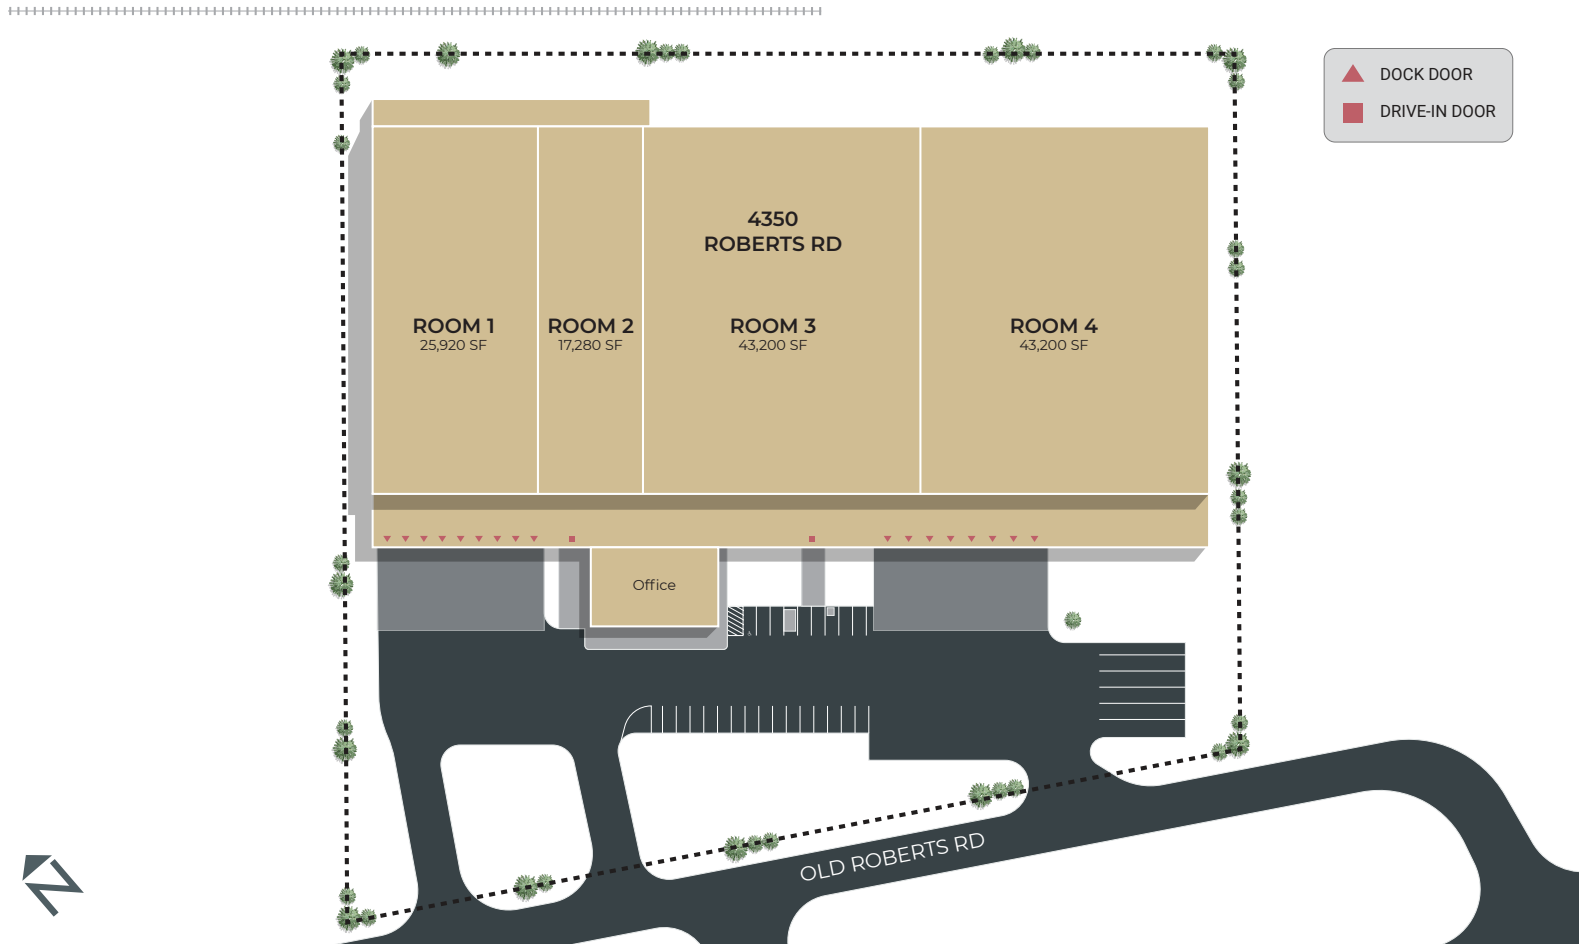 DOCK DOOR
DRIVE-IN DOOR
4350
ROBERTS RD
ROOM 1
25,920 SF
ROOM 2
17,280 SF
ROOM 3
43,200 SF
ROOM 4
43,200 SF
Office
OLD ROBERTS RD
N